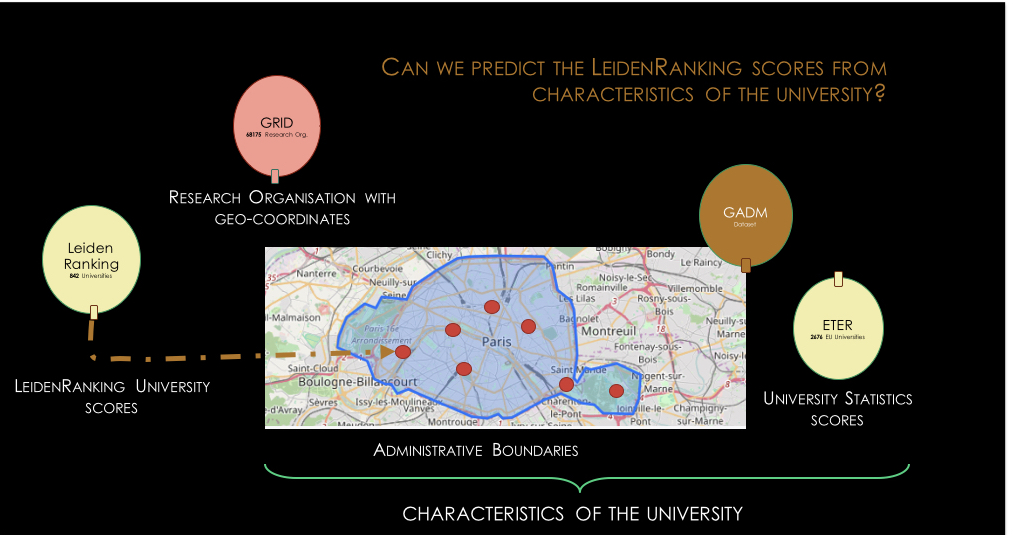 Can we predict the LeidenRanking scores from
characteristics of the university?
GRID
68175 Research Org.
Research Organisation with
geo-coordinates
GADM
Dataset
Leiden
Ranking
842 Universities
LeidenRanking University
scores
ETER
2676 EU Universities
University Statistics
scores
Clichy
Bobigny
Bondy
Courbevoie
Pantin
Le Raincy
Nanterre
Noisy-le-Sec
Neuilly-sur-
Seine
Romainville
Villemomble
Les Lilas
Rosny-sous-
Bois
l-Malmaison
Bagnolet
Neuilly-su
Marne
Paris-16e
Arrondissement
Paris
Montreuil
18
Fontenay-sous-
Bois
Noisy-le
Saint-Cloud
Saint-Mandé
Boulogne-Billancourt
Nogent-sur-
Marne
Sèvres
Issy-les-Moulineaux
Charenton-
le-Pont
e-d'Avray
Vanves
Joinville-le-
Pont
Champigny-
sur-Marne
Meudon
Montrouge
Ivry-sur-Seine
Administrative Boundaries
characteristics of the university